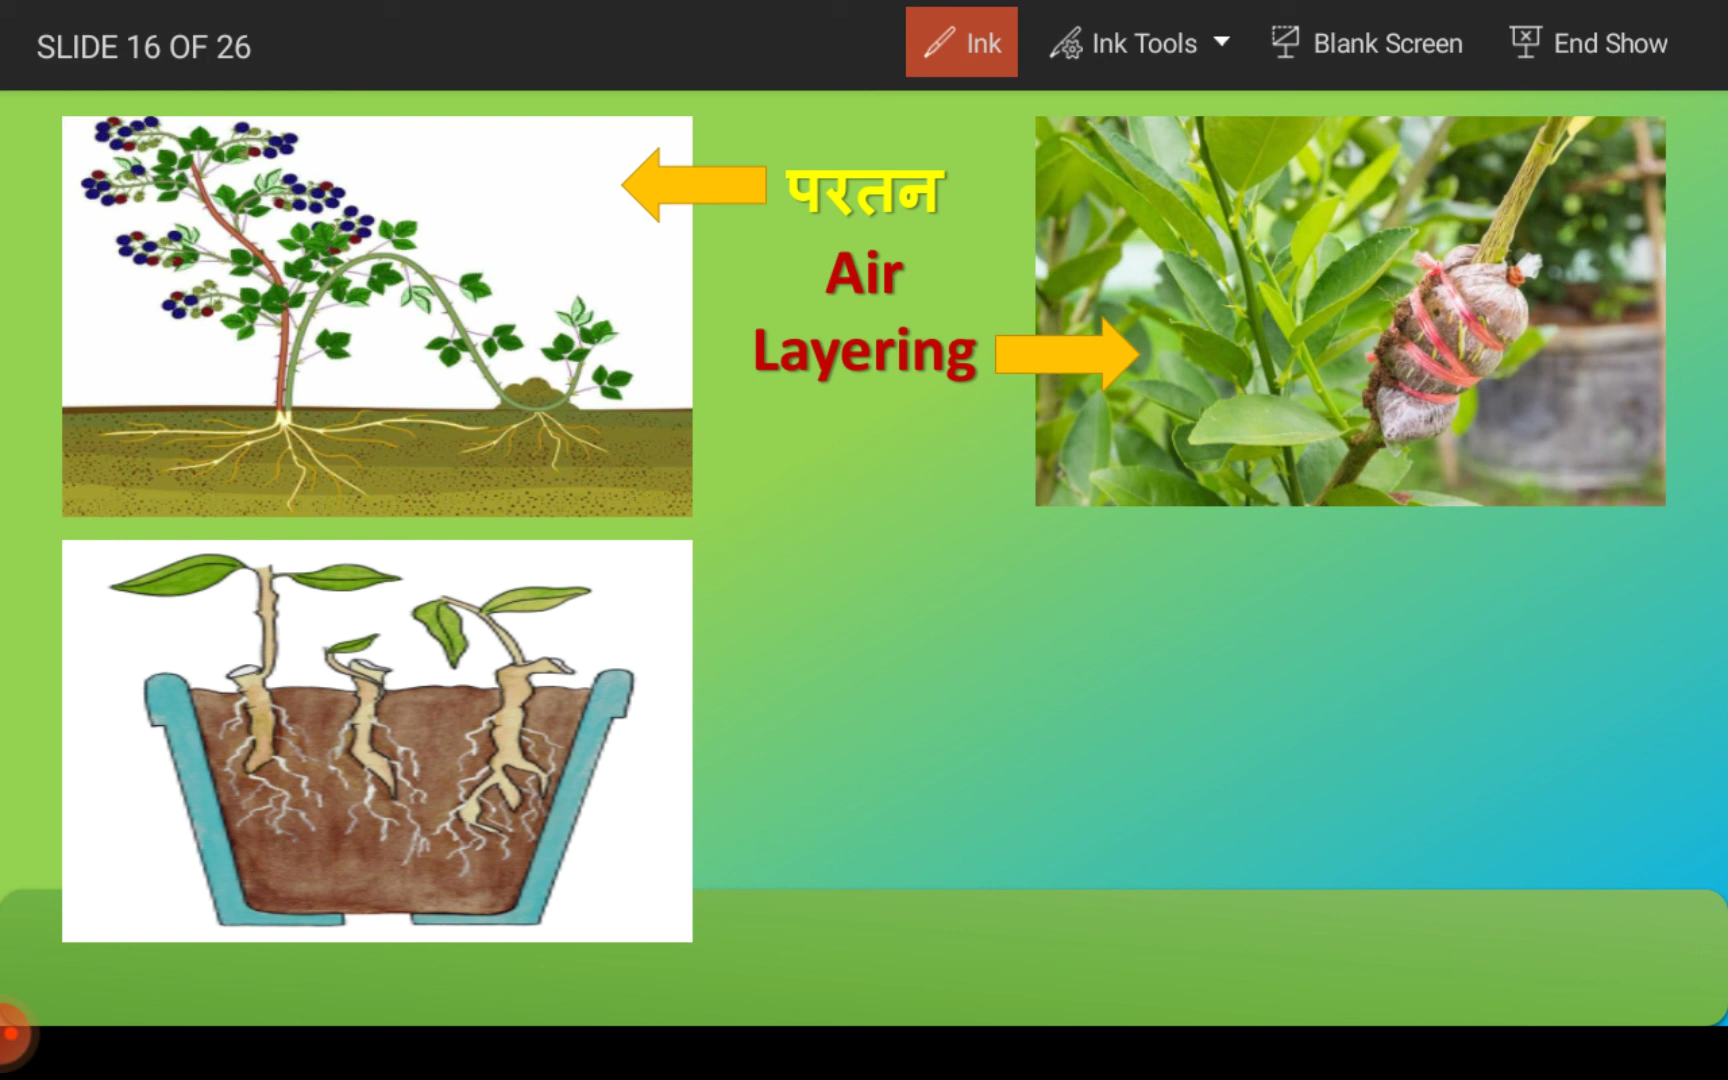 SLIDE 16 OF 26
Ink
Ink Tools
Blank Screen
End Show
परतन
Air
Layering